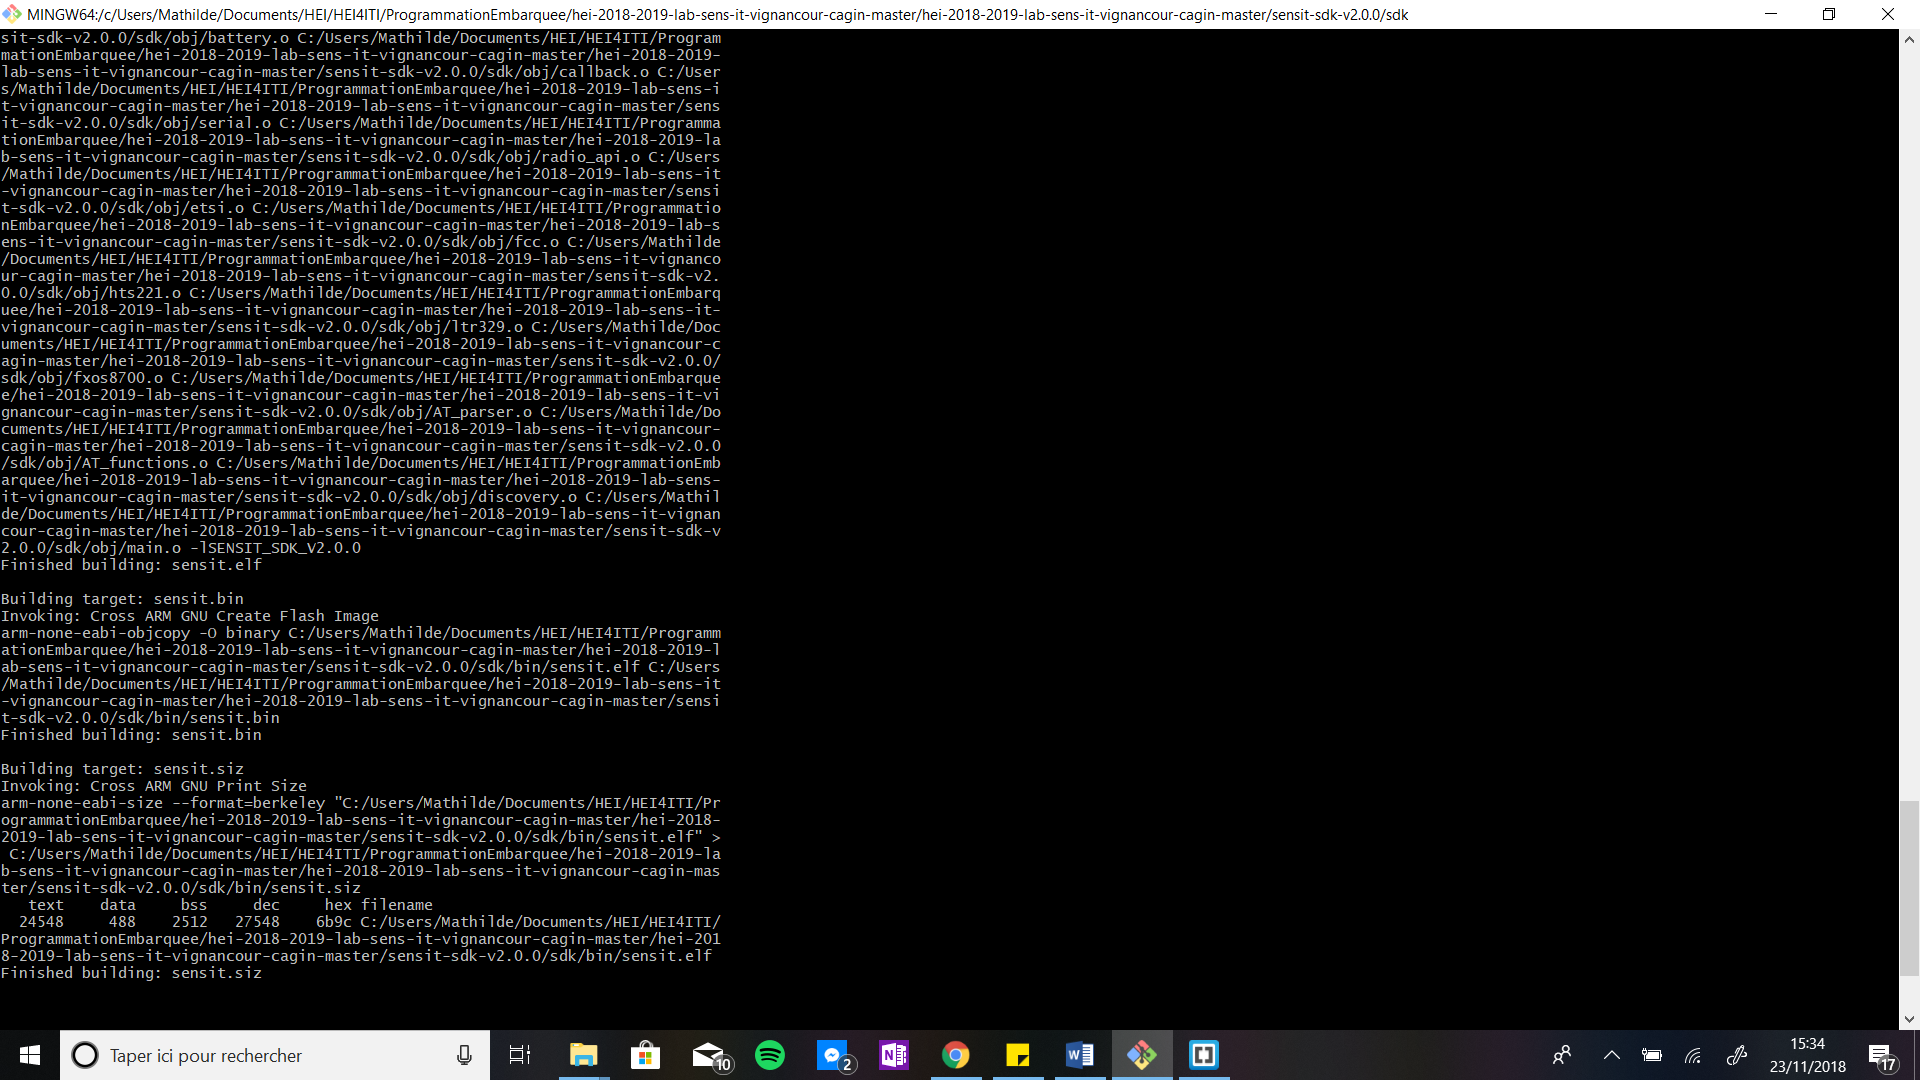 MINGW64:/c/Users/Mathilde/Documents/HEI/HEI4ITI/ProgrammationEmbarquee/hei-2018-2019-lab-sens-it-vignancour-cagin-master/hei-2018-2019-lab-sens-it-vignancour-cagin-master/sensit-sdk-v2.0.0/sdk
sit-sdk-v2.0.0/sdk/obj/battery.o C:/Users/Mathilde/Documents/HEI/HEI4ITI/Program
mationEmbarquee/hei-2018-2019-lab-sens-it-vignancour-cagin-master/hei-2018-2019-
lab-sens-it-vignancour-cagin-master/sensit-sdk-v2.0.0/sdk/obj/callback.o C:/User
s/Mathilde/Documents/HEI/HEI4ITI/ProgrammationEmbarquee/hei-2018-2019-lab-sens-i
t-vignancour-cagin-master/hei-2018-2019-lab-sens-it-vignancour-cagin-master/sens
it-sdk-v2.0.0/sdk/obj/serial.o C:/Users/Mathilde/Documents/HEI/HEI4ITI/Programma
tionEmbarquee/hei-2018-2019-lab-sens-it-vignancour-cagin-master/hei-2018-2019-la
b-sens-it-vignancour-cagin-master/sensit-sdk-v2.0.0/sdk/obj/radio_api.o C:/Users
/Mathilde/Documents/HEI/HEI4ITI/ProgrammationEmbarquee/hei-2018-2019-lab-sens-it
-vignancour-cagin-master/hei-2018-2019-lab-sens-it-vignancour-cagin-master/sensi
t-sdk-v2.0.0/sdk/obj/etsi.o C:/Users/Mathilde/Documents/HEI/HEI4ITI/Programmatio
nEmbarquee/hei-2018-2019-lab-sens-it-vignancour-cagin-master/hei-2018-2019-lab-s
ens-it-vignancour-cagin-master/sensit-sdk-v2.0.0/sdk/obj/fcc.o C:/Users/Mathilde
/Documents/HEI/HEI4ITI/ProgrammationEmbarquee/hei-2018-2019-lab-sens-it-vignanco
ur-cagin-master/hei-2018-2019-lab-sens-it-vignancour-cagin-master/sensit-sdk-v2.
0.0/sdk/obj/hts221.o C:/Users/Mathilde/Documents/HEI/HEI4ITI/ProgrammationEmbarq
uee/hei-2018-2019-lab-sens-it-vignancour-cagin-master/hei-2018-2019-lab-sens-it-
vignancour-cagin-master/sensit-sdk-v2.0.0/sdk/obj/ltr329.o C:/Users/Mathilde/Doc
uments/HEI/HEI4ITI/ProgrammationEmbarquee/hei-2018-2019-lab-sens-it-vignancour-c
agin-master/hei-2018-2019-lab-sens-it-vignancour-cagin-master/sensit-sdk-v2.0.0/
sdk/obj/fxos8700.o C:/Users/Mathilde/Documents/HEI/HEI4ITI/ProgrammationEmbarque
e/hei-2018-2019-lab-sens-it-vignancour-cagin-master/hei-2018-2019-lab-sens-it-vi
gnancour-cagin-master/sensit-sdk-v2.0.0/sdk/obj/AT_parser.o C:/Users/Mathilde/Do
cuments/HEI/HEI4ITI/ProgrammationEmbarquee/hei-2018-2019-lab-sens-it-vignancour-
cagin-master/hei-2018-2019-lab-sens-it-vignancour-cagin-master/sensit-sdk-v2.0.0
/sdk/obj/AT_functions.o C:/Users/Mathilde/Documents/HEI/HEI4ITI/ProgrammationEmb
arquee/hei-2018-2019-lab-sens-it-vignancour-cagin-master/hei-2018-2019-lab-sens-
it-vignancour-cagin-master/sensit-sdk-v2.0.0/sdk/obj/discovery.o C:/Users/Mathil
de/Documents/HEI/HEI4ITI/ProgrammationEmbarquee/hei-2018-2019-lab-sens-it-vignan
cour-cagin-master/hei-2018-2019-lab-sens-it-vignancour-cagin-master/sensit-sdk-v
2.0.0/sdk/obj/main.o -lSENSIT_SDK_V2.0.0
Finished building: sensit.elf
Building target: sensit.bin
Invoking: Cross ARM GNU Create Flash Image
arm-none-eabi-objcopy -O binary C:/Users/Mathilde/Documents/HEI/HEI4ITI/Programm
ationEmbarquee/hei-2018-2019-lab-sens-it-vignancour-cagin-master/hei-2018-2019-l
ab-sens-it-vignancour-cagin-master/sensit-sdk-v2.0.0/sdk/bin/sensit.elf C:/Users
/Mathilde/Documents/HEI/HEI4ITI/ProgrammationEmbarquee/hei-2018-2019-lab-sens-it
-vignancour-cagin-master/hei-2018-2019-lab-sens-it-vignancour-cagin-master/sensi
t-sdk-v2.0.0/sdk/bin/sensit.bin
Finished building: sensit.bin
Building target: sensit.siz
Invoking: Cross ARM GNU Print Size
arm-none-eabi-size --format=berkeley "C:/Users/Mathilde/Documents/HEI/HEI4ITI/Pr
ogrammationEmbarquee/hei-2018-2019-lab-sens-it-vignancour-cagin-master/hei-2018-
2019-lab-sens-it-vignancour-cagin-master/sensit-sdk-v2.0.0/sdk/bin/sensit.elf" >
C:/Users/Mathilde/Documents/HEI/HEI4ITI/ProgrammationEmbarquee/hei-2018-2019-la
b-sens-it-vignancour-cagin-master/hei-2018-2019-lab-sens-it-vignancour-cagin-mas
ter/sensit-sdk-v2.0.0/sdk/bin/sensit.siz
text data bss dec hex filename
24548 488 2512 27548 6b9c C:/Users/Mathilde/Documents/HEI/HEI4ITI/
ProgrammationEmbarquee/hei-2018-2019-lab-sens-it-vignancour-cagin-master/hei-201
8-2019-lab-sens-it-vignancour-cagin-master/sensit-sdk-v2.0.0/sdk/bin/sensit.elf
Finished building: sensit.siz
Taper ici pour rechercher
10
2
N
W
15:34
23/11/2018
17